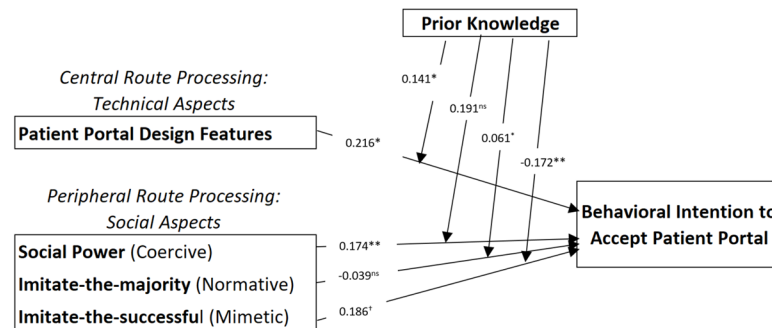 Prior Knowledge
Central Route Processing:
Technical Aspects
0.141*
Patient Portal Design Features
0.216*
0.191ns
0.061*
-0.172**
Peripheral Route Processing:
Social Aspects
Behavioral Intention to
Accept Patient Portal
Social Power (Coercive)
0.174**
Imitate-the-majority (Normative)
-0.039ns
Imitate-the-successful (Mimetic)
0.186†